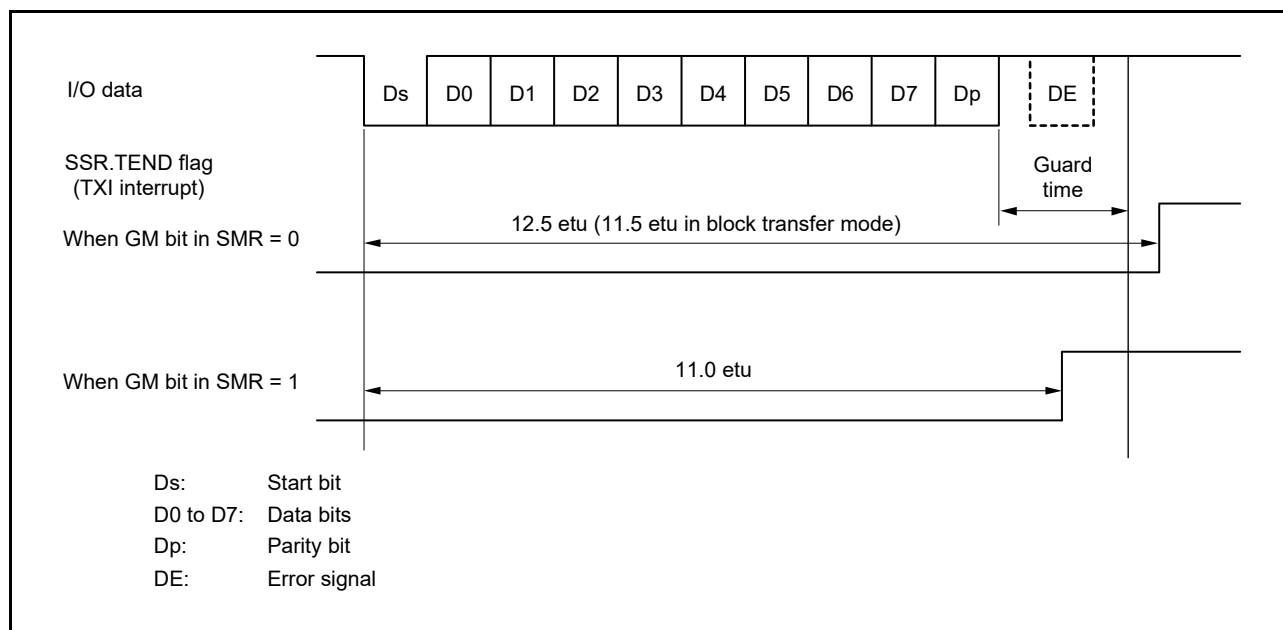 I/O data
Ds D0 D1 D2 D3 D4 D5 D6 D7 Dp DE
SSR.TEND flag
(TXI interrupt)
Guard
time
When GM bit in SMR = 0
12.5 etu (11.5 etu in block transfer mode)
When GM bit in SMR = 1
11.0 etu
Ds: Start bit
D0 to D7: Data bits
Dp: Parity bit
DE: Error signal